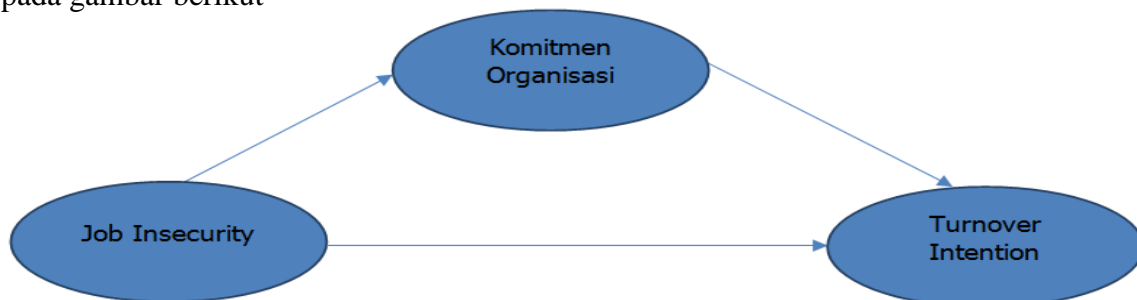 pada gambar berikut
Komitmen
Organisasi
Job Insecurity
Turnover
Intention